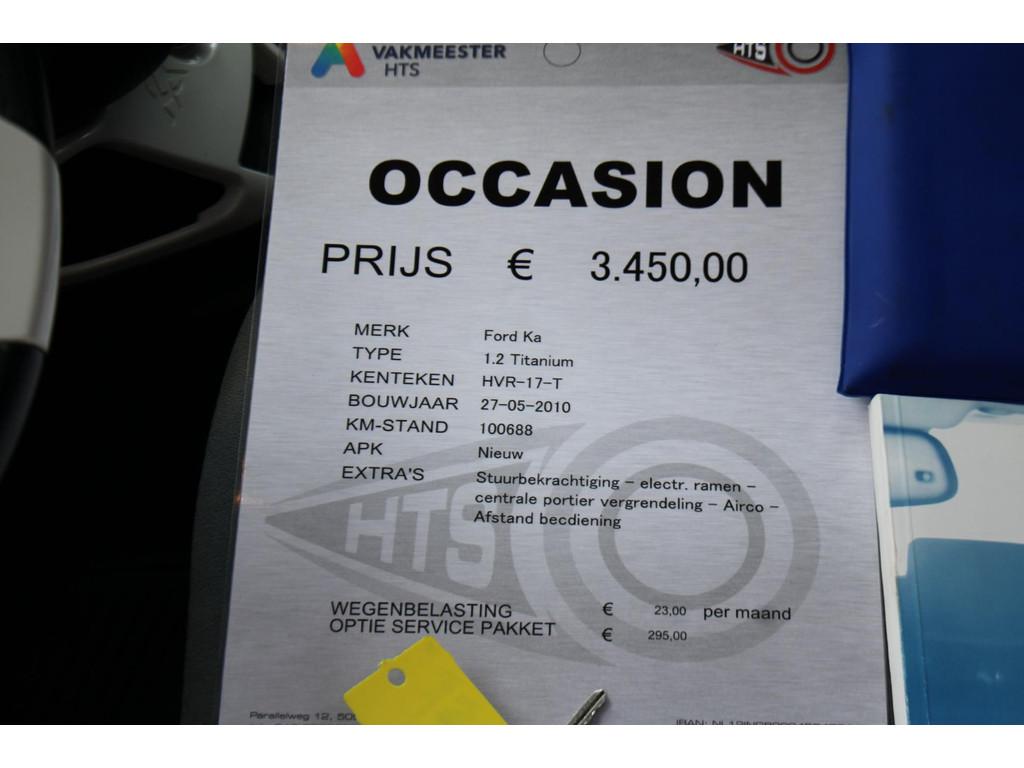 VAKMEESTER
HTS
HTS
OCCASION
PRIJS € 3.450,00
MERK Ford Ka
TYPE 1.2 Titanium
KENTEKEN HVR-17-T
BOUWJAAR 27-05-2010
KM-STAND 100688
APK Nieuw
EXTRA'S Stuurbekrachtiging - electr. ramen -
centrale portier vergrendeling - Airco -
Afstand becdiening
HTS
WEGENBELASTING € 23,00 per maand
OPTIE SERVICE PAKKET € 295,00
Parallelweg 12,
IBAN: